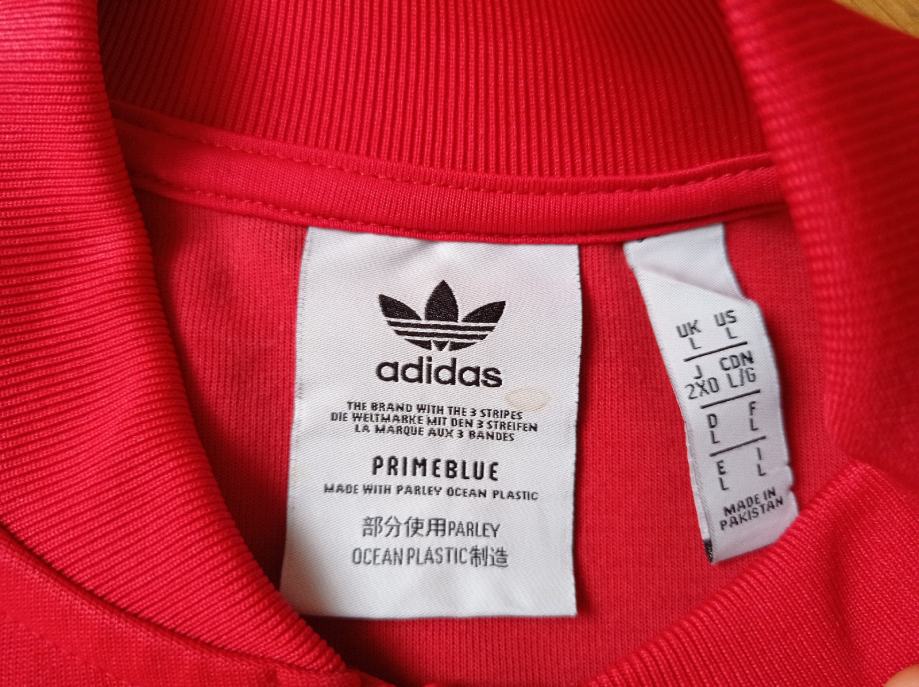 adidas
THE BRAND WITH THE 3 STRIPES
DIE WELTMARKE MIT DEN 3 STREIFEN
LA MARQUE AUX 3 BANDES
PRIMEBLUE
MADE WITH PARLEY OCEAN PLASTIC
部分使用PARLEY
OCEAN PLASTIC制造
UK US
L L
J CDN
2XO L/G
D F
L L
E I
L L
MADE IN
PAKISTAN